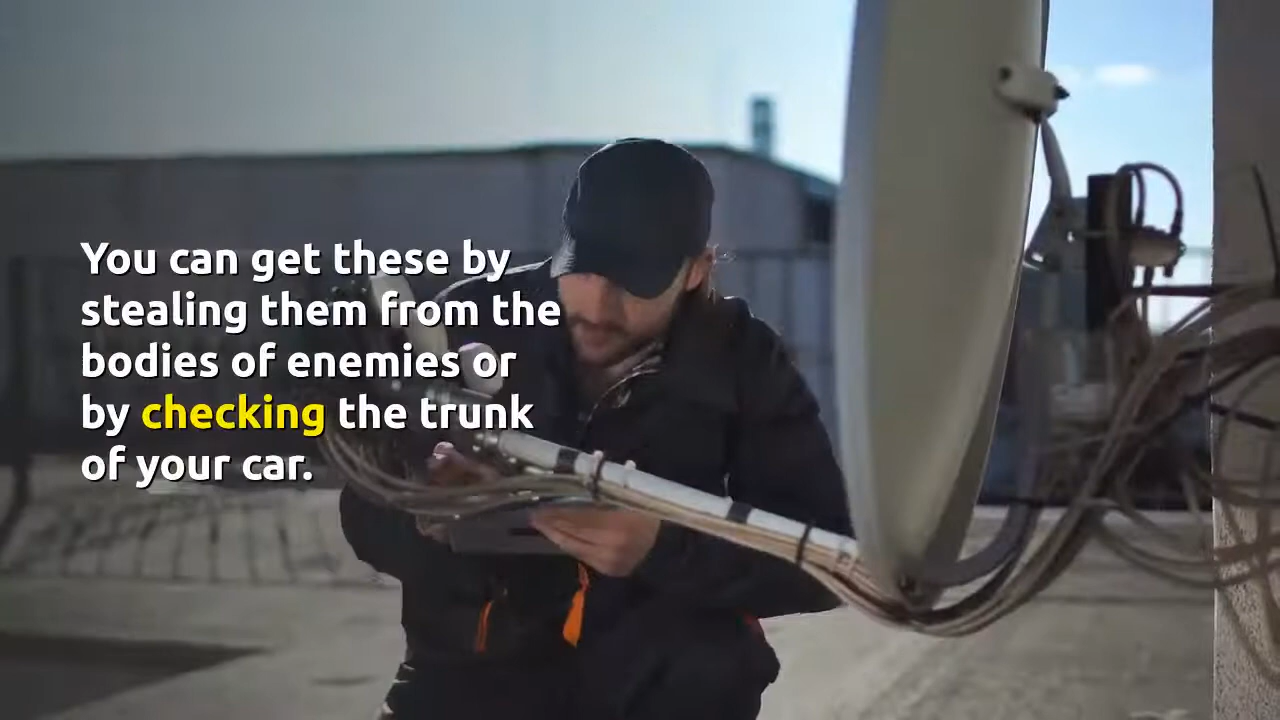 You can get these by
stealing them from the
bodies of enemies or
by checking the trunk
of your car.